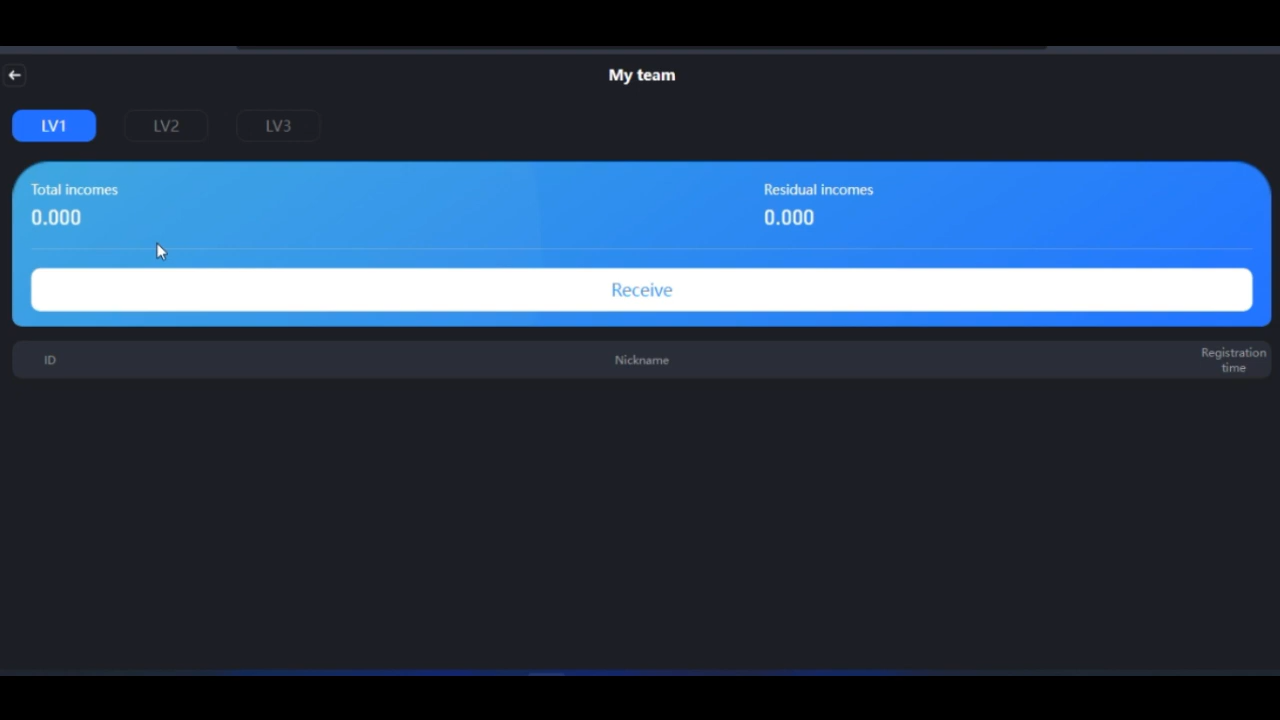 My team
LV1 LV2 LV3
Total incomes Residual incomes
0.000 0.000
Receive
ID Nickname Registration
time